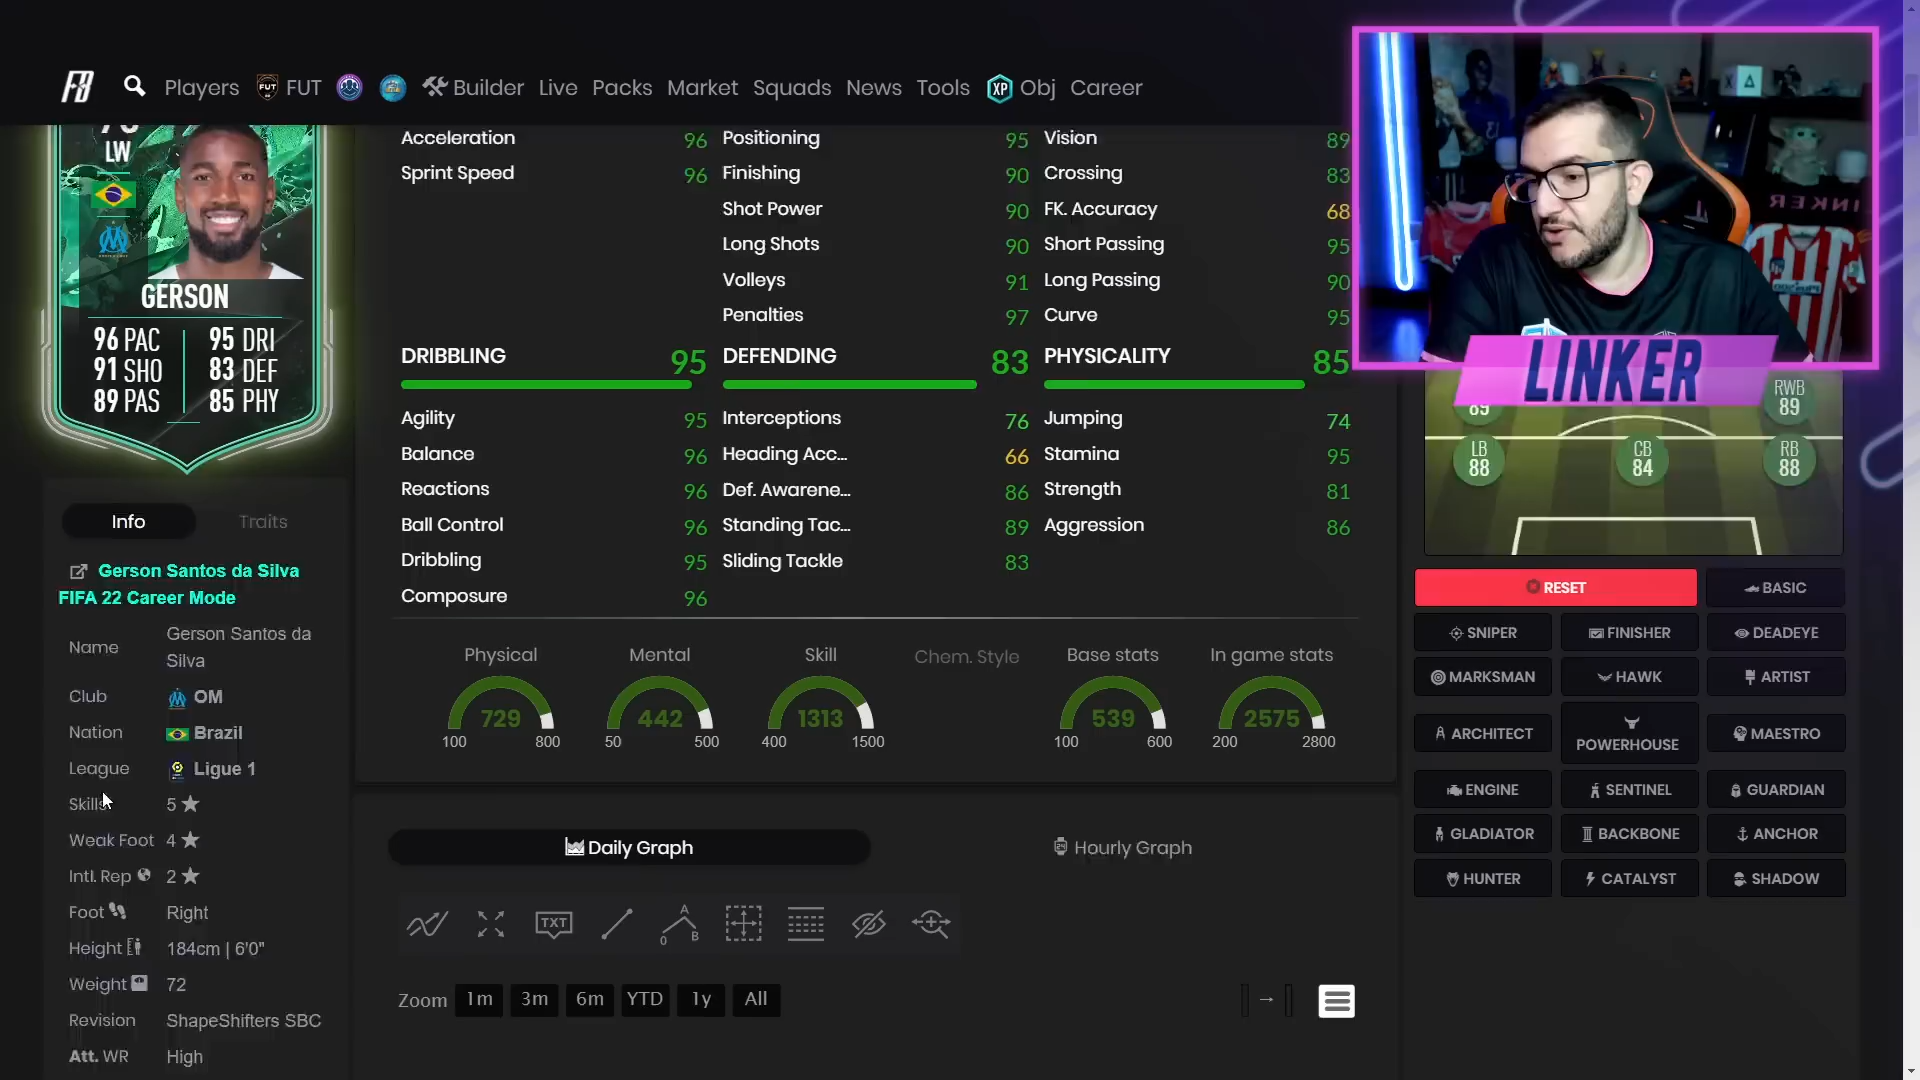 Players FUT Builder Live Packs Market Squads News Tools XP Obj Career
LW
GERSON
96 PAC 95 DRI
91 SHO 83 DEF
89 PAS 85 PHY
Info Traits
Gerson Santos da Silva
FIFA 22 Career Mode
Name Gerson Santos da
Silva
Club OM
Nation Brazil
League Ligue 1
Skills 5
Weak Foot 4
Intl. Rep 2
Foot Right
Height 184cm | 6'0"
Weight 72
Revision ShapeShifters SBC
Att. WR High
Acceleration 96
Sprint Speed 96
Positioning 95
Finishing 90
Shot Power 90
Long Shots 90
Volleys 91
Penalties 97
Vision 89
Crossing 83
FK. Accuracy 68
Short Passing 95
Long Passing 90
Curve 95
DRIBBLING 95
Agility 95
Balance 96
Reactions 96
Ball Control 96
Dribbling 95
Composure 96
DEFENDING 83
Interceptions 76
Heading Acc... 66
Def. Awarene... 86
Standing Tac... 89
Sliding Tackle 83
PHYSICALITY 85
Jumping 74
Stamina 95
Strength 81
Aggression 86
Physical Mental Skill Chem. Style Base stats In game stats
729 442 1313 539 2575
100 800 50 500 400 1500 100 600 200 2800
Daily Graph Hourly Graph
TXT
A
0 B
Zoom 1m 3m 6m YTD 1y All
LINKER
89
RWB
89
LB
88
CB
84
RB
88
RESET BASIC
SNIPER FINISHER DEADEYE
MARKSMAN HAWK ARTIST
ARCHITECT POWERHOUSE MAESTRO
ENGINE SENTINEL GUARDIAN
GLADIATOR BACKBONE ANCHOR
HUNTER CATALYST SHADOW